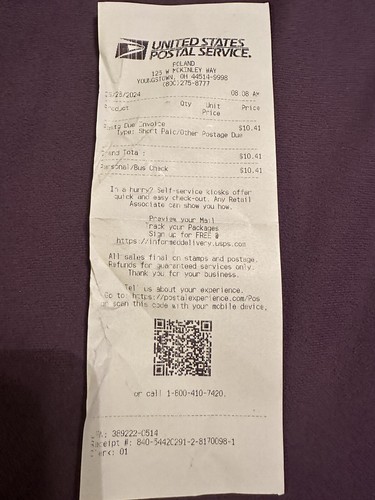 UNITED STATES
POSTAL SERVICE.
POLAND
125 W MCKINLEY WAY
YOUNGSTOWN, OH 44514-9998
(800)275-8777
/28/2024 08:08 AM
Product Qty Unit Price
Price
Postg Due Invoice $10.41
Type: Short Paid/Other Postage Due
Grand Total: $10.41
Personal/Bus Check $10.41
In a hurry? Self-service kiosks offer
quick and easy check-out. Any Retail
Associate can show you how.
Preview your Mail
Track your Packages
Sign up for FREE @
https://informeddelivery.usps.com
All sales final on stamps and postage.
Refunds for guaranteed services only.
Thank you for your business.
Tell us about your experience.
Go to: https://postalexperience.com/Pos
or scan this code with your mobile device,
or call 1-800-410-7420.
389222-0514
Receipt #: 840-54420291-2-8170098-1
Clerk: 01